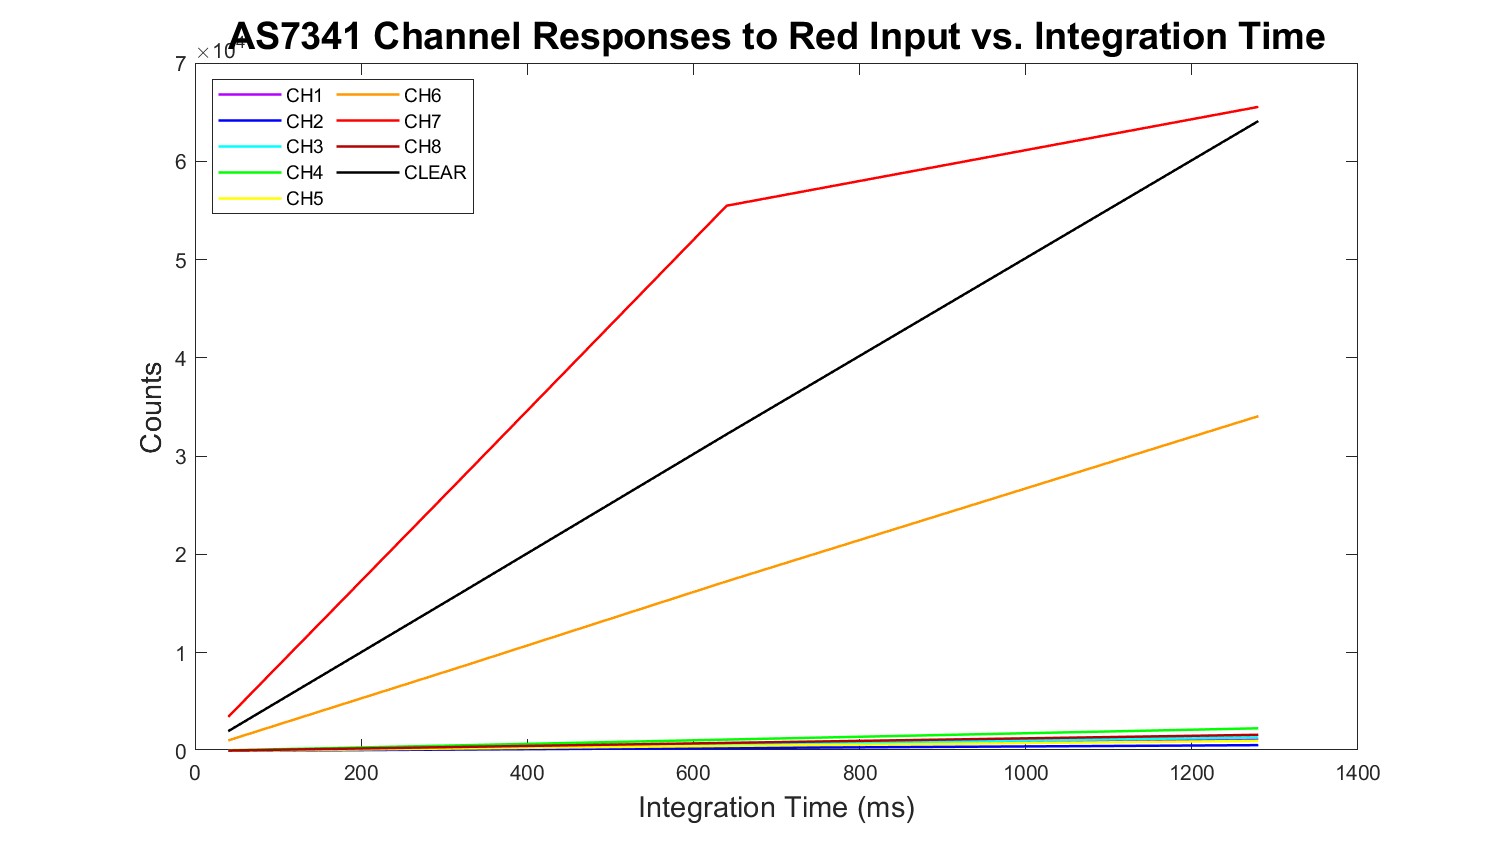 AS7341 Channel Responses to Red Input vs. Integration Time
×10⁴
7
6
5
4
3
2
1
0
Counts
CH1 CH6
CH2 CH7
CH3 CH8
CH4 CLEAR
CH5
0 200 400 600 800 1000 1200 1400
Integration Time (ms)